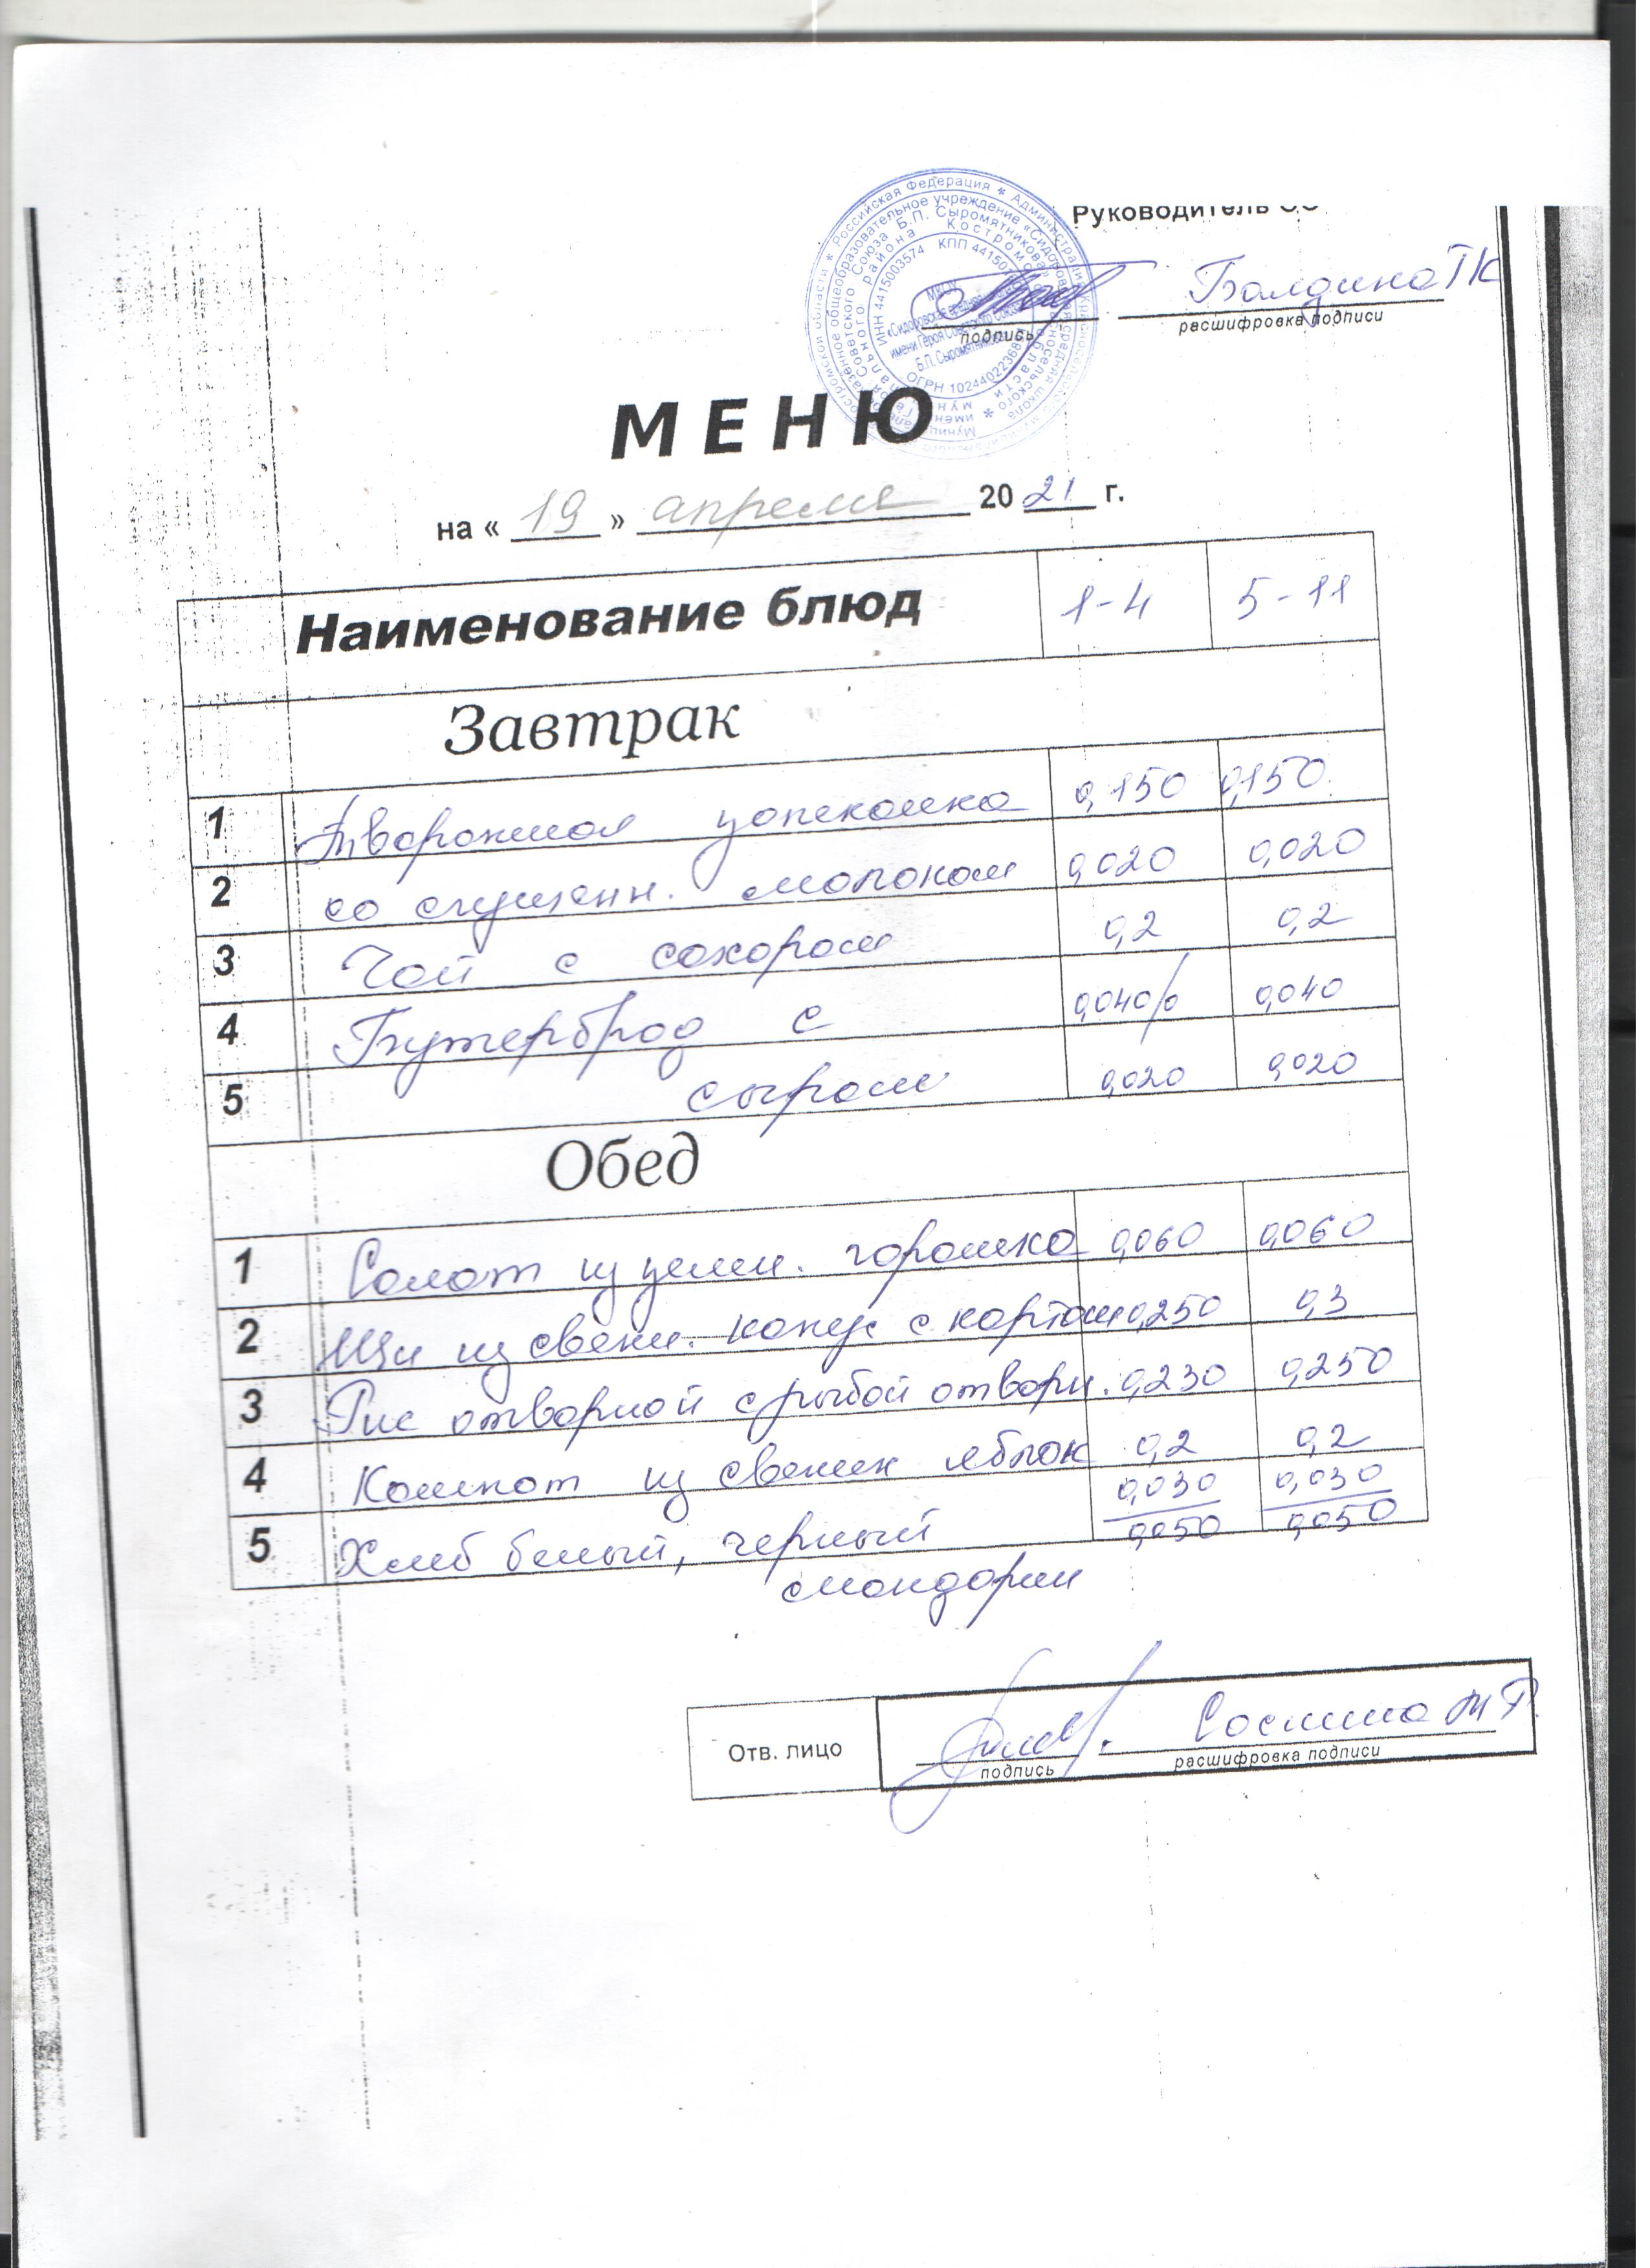 Руководитель ОО
Балдина ТК
подпись
расшифровка подписи
МЕНЮ
на « 19 » апреля 20 21 г.
Наименование блюд 1-4 5-11
Завтрак
1 Творожная запеканка 0,150 0,150
2 со сгущенн. молоком 0,020 0,020
3 Чай с сахаром 0,2 0,2
4 Бутерброд с 0,040/0 0,040
5 сыром 0,020 0,020
Обед
1 Салат из зелен. горошка 0,060 0,060
2 Щи из свеж. капус с картош 0,250 0,3
3 Рис отварной с рыбой отварн. 0,230 0,250
4 Компот из свежих яблок 0,2 0,2
5 Хлеб белый, черный 0,030 0,050 0,030 0,050
мандарин
Отв. лицо
подпись
расшифровка подписи